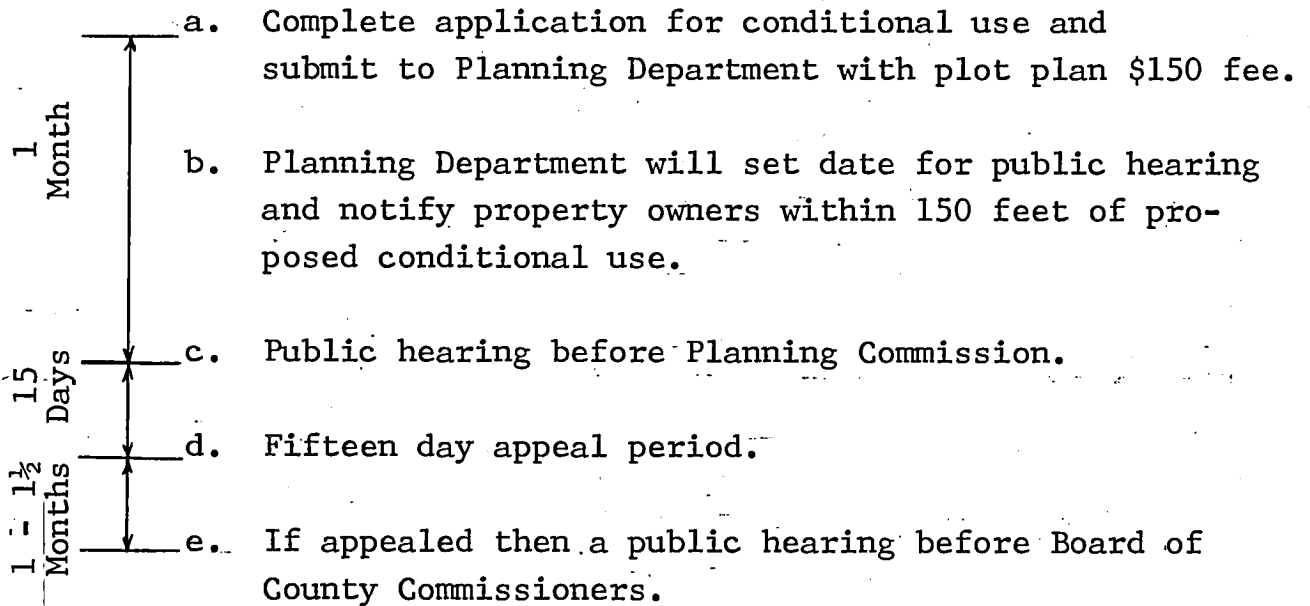 a. Complete application for conditional use and
submit to Planning Department with plot plan $150 fee.
1
Month
b. Planning Department will set date for public hearing
and notify property owners within 150 feet of pro-
posed conditional use.
c. Public hearing before Planning Commission.
15
Days
d. Fifteen day appeal period.
1 - 1½
Months
e. If appealed then a public hearing before Board of
County Commissioners.